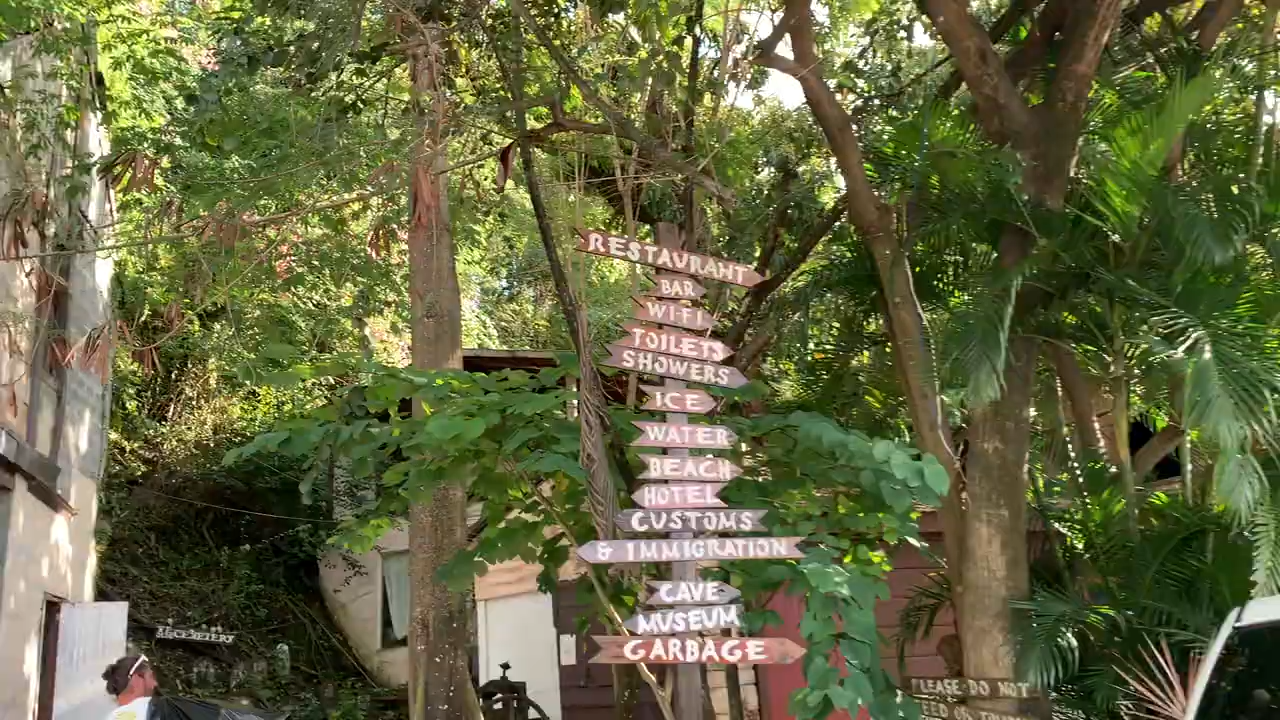 RESTAURANT
BAR
WI-FI
TOILETS
SHOWERS
ICE
WATER
BEACH
HOTEL
CUSTOMS
& IMMIGRATION
CAVE
MUSEUM
GARBAGE
PLEASE DO NOT